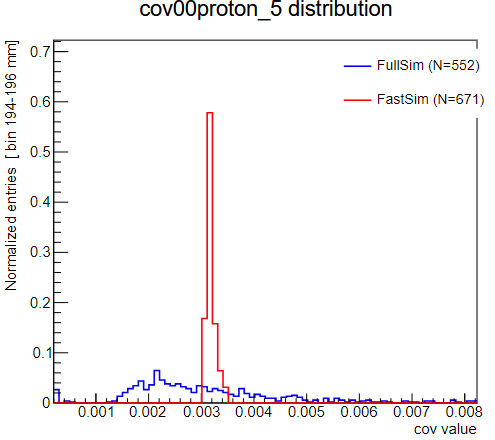 cov00proton_5 distribution
Normalized entries [ bin 194-196 mm]
FullSim (N=552)
FastSim (N=671)
0.7
0.6
0.5
0.4
0.3
0.2
0.1
0
0.001 0.002 0.003 0.004 0.005 0.006 0.007 0.008
cov value